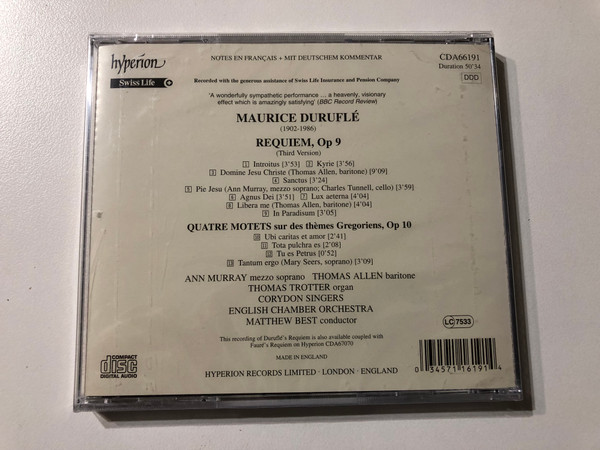 hyperion
Swiss Life
NOTES EN FRANÇAIS + MIT DEUTSCHEM KOMMENTAR
CDA66191
Duration 50'34
DDD
Recorded with the generous assistance of Swiss Life Insurance and Pension Company
'A wonderfully sympathetic performance … a heavenly, visionary
effect which is amazingly satisfying' (BBC Record Review)
MAURICE DURUFLÉ
(1902-1986)
REQUIEM, Op 9
(Third Version)
1 Introitus [3'53] 2 Kyrie [3'56]
3 Domine Jesu Christe (Thomas Allen, baritone) [9'09]
4 Sanctus [3'24]
5 Pie Jesu (Ann Murray, mezzo soprano; Charles Tunnell, cello) [3'59]
6 Agnus Dei [3'51] 7 Lux aeterna [4'04]
8 Libera me (Thomas Allen, baritone) [4'04]
9 In Paradisum [3'05]
QUATRE MOTETS sur des thèmes Gregoriens, Op 10
10 Ubi caritas et amor [2'41]
11 Tota pulchra es [2'08]
12 Tu es Petrus [0'52]
13 Tantum ergo (Mary Seers, soprano) [3'09]
ANN MURRAY mezzo soprano THOMAS ALLEN baritone
THOMAS TROTTER organ
CORYDON SINGERS
ENGLISH CHAMBER ORCHESTRA
MATTHEW BEST conductor
LC 7533
This recording of Duruflé's Requiem is also available coupled with
Fauré's Requiem on Hyperion CDA67070
MADE IN ENGLAND
COMPACT
disc
DIGITAL AUDIO
HYPERION RECORDS LIMITED · LONDON · ENGLAND
0 34571 16191 4